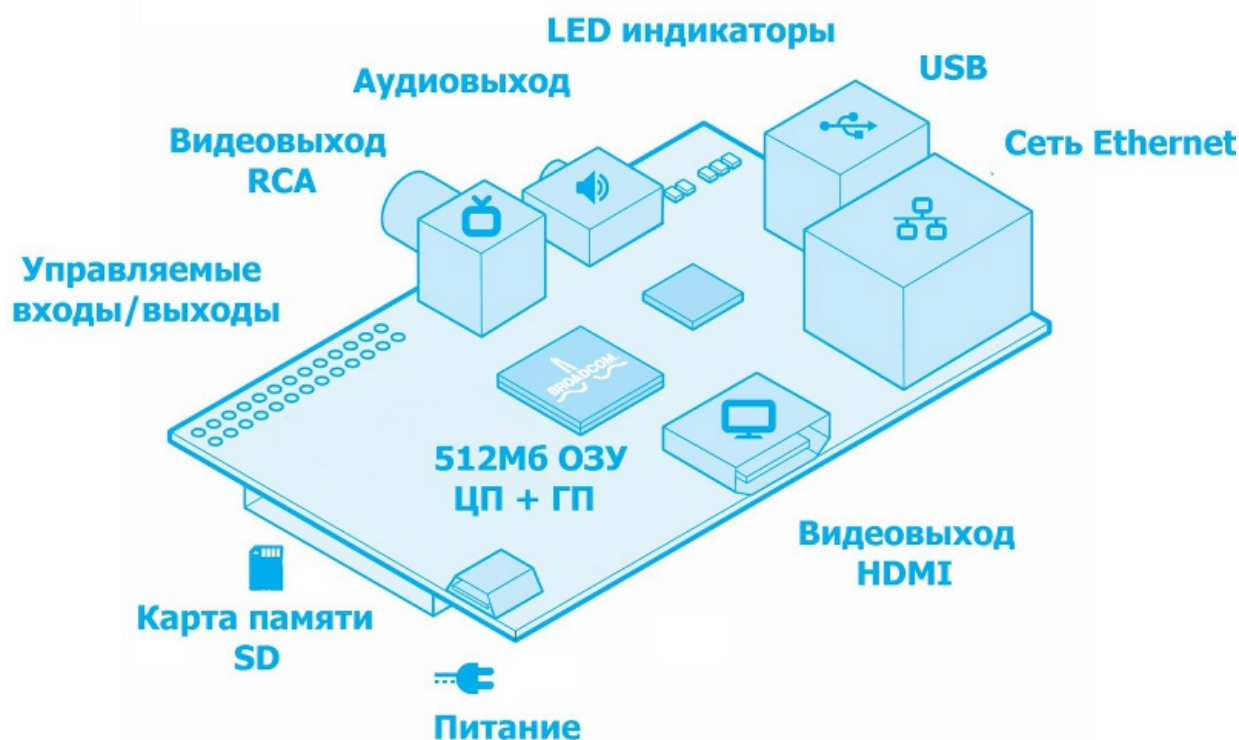 LED индикаторы
USB
Аудиовыход
Видеовыход
RCA
Сеть Ethernet
Управляемые
входы/выходы
BROADCOM
512Мб ОЗУ
ЦП + ГП
Видеовыход
HDMI
Карта памяти
SD
Питание